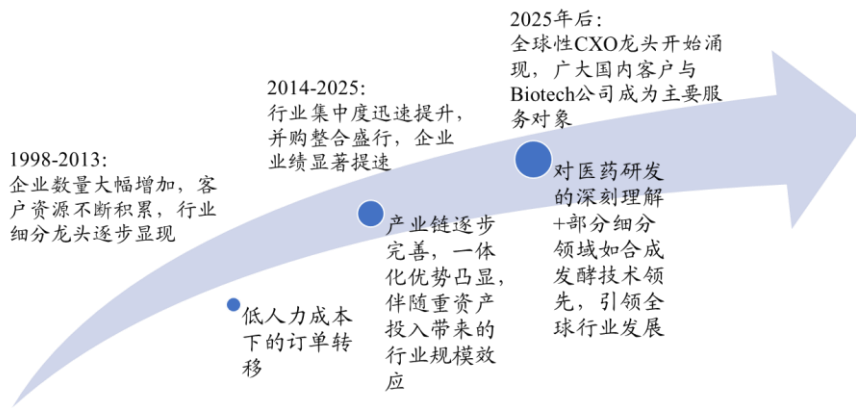 1998-2013:
企业数量大幅增加，客
户资源不断积累，行业
细分龙头逐步显现
低人力成本
下的订单转
移
2014-2025:
行业集中度迅速提升，
并购整合盛行，企业
业绩显著提速
产业链逐步
完善，一体
化优势凸显，
伴随重资产
投入带来的
行业规模效
应
2025年后:
全球性CXO龙头开始涌
现，广大国内客户与
Biotech公司成为主要服
务对象
对医药研发
的深刻理解
+部分细分
领域如合成
发酵技术领
先，引领全
球行业发展